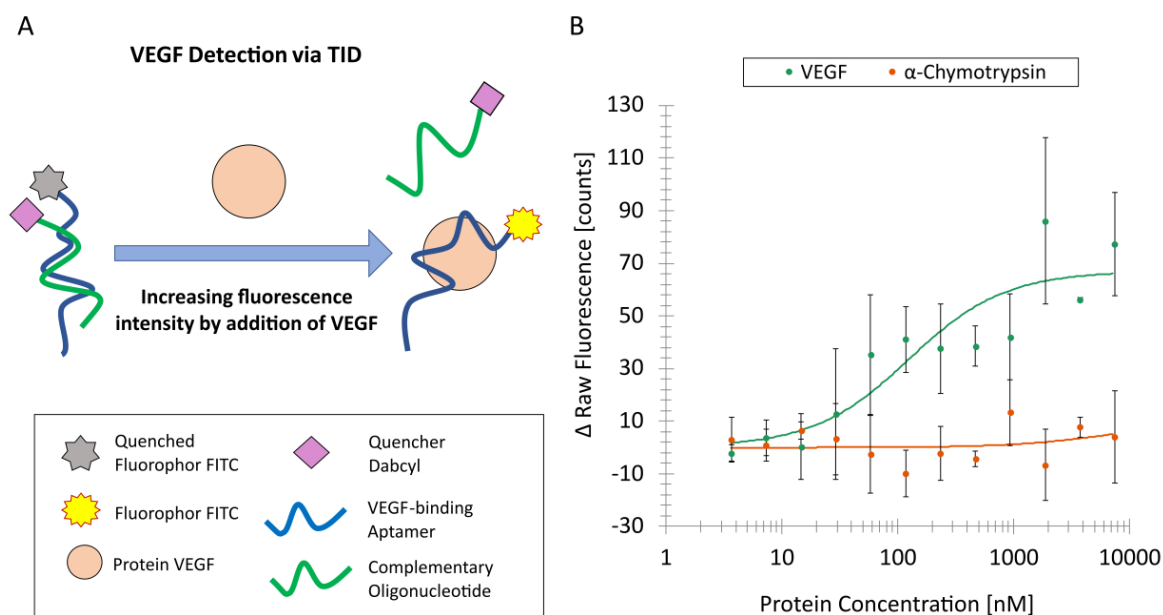 A
VEGF Detection via TID
Increasing fluorescence
intensity by addition of VEGF
Quenched
Fluorophor FITC
Quencher
Dabcyl
Fluorophor FITC
VEGF-binding
Aptamer
Protein VEGF
Complementary
Oligonucleotide
B
VEGF
α-Chymotrypsin
Δ Raw Fluorescence [counts]
130
110
90
70
50
30
10
-10
-30
1
10
100
1000
10000
Protein Concentration [nM]